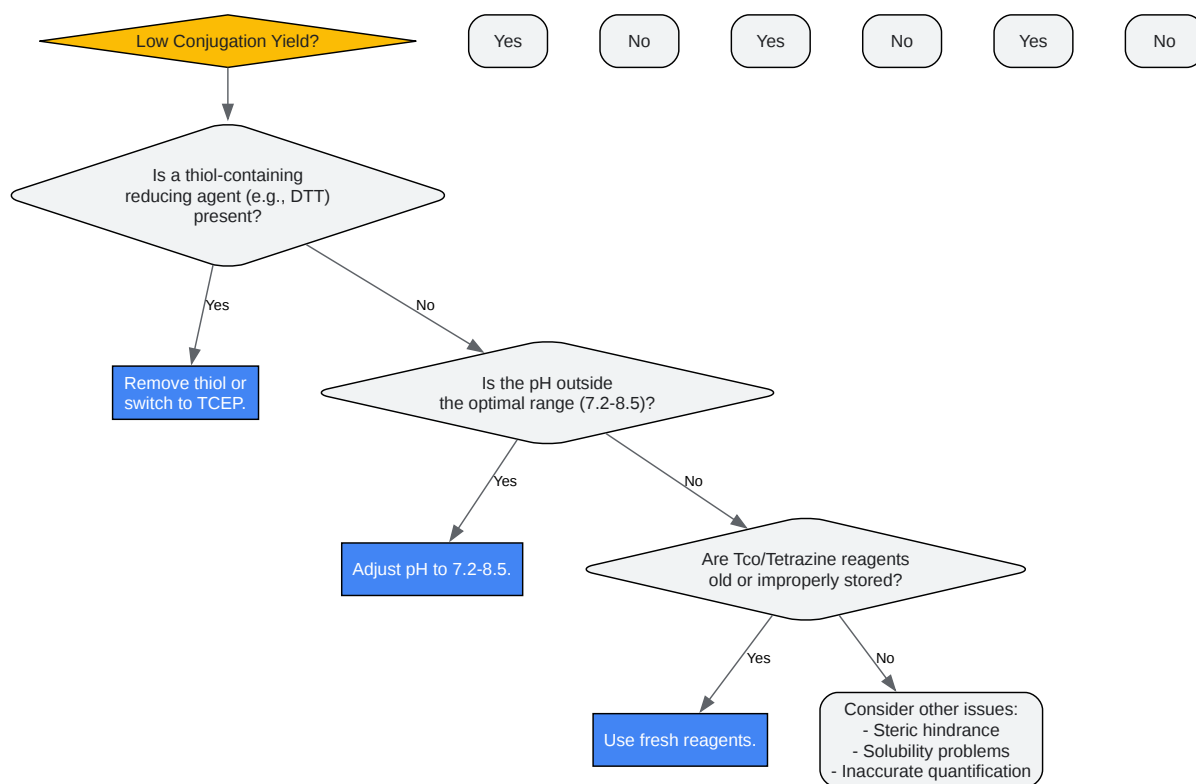 Low Conjugation Yield?
Yes
No
Yes
No
Yes
No
Is a thiol-containing
reducing agent (e.g., DTT)
present?
Yes
No
Remove thiol or
switch to TCEP.
Is the pH outside
the optimal range (7.2-8.5)?
Yes
No
Adjust pH to 7.2-8.5.
Are Tco/Tetrazine reagents
old or improperly stored?
Yes
No
Use fresh reagents.
Consider other issues:
- Steric hindrance
- Solubility problems
- Inaccurate quantification